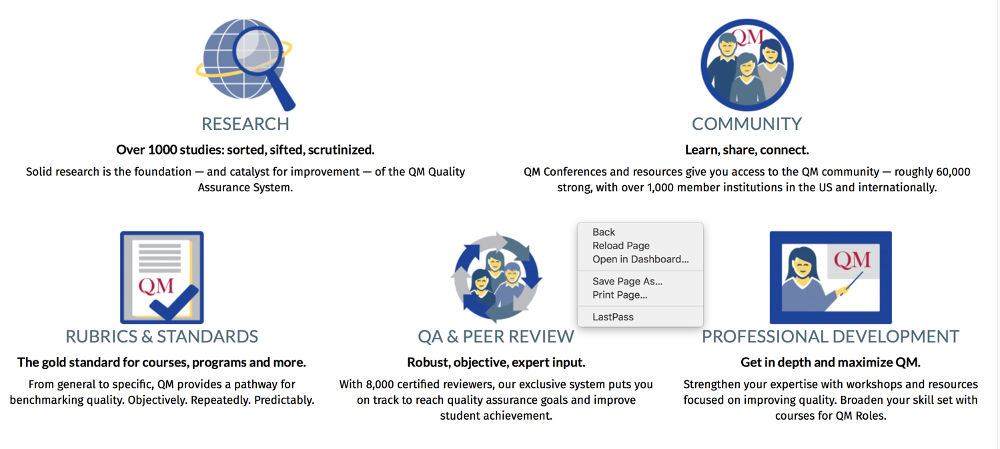 QM
RESEARCH
Over 1000 studies: sorted, sifted, scrutinized.
Solid research is the foundation — and catalyst for improvement — of the QM Quality
Assurance System.
COMMUNITY
Learn, share, connect.
QM Conferences and resources give you access to the QM community — roughly 60,000
strong, with over 1,000 member institutions in the US and internationally.
QM
RUBRICS & STANDARDS
The gold standard for courses, programs and more.
From general to specific, QM provides a pathway for
benchmarking quality. Objectively. Repeatedly. Predictably.
QA & PEER REVIEW
Robust, objective, expert input.
With 8,000 certified reviewers, our exclusive system puts you
on track to reach quality assurance goals and improve
student achievement.
Back
Reload Page
Open in Dashboard...
Save Page As...
Print Page...
LastPass
QM
PROFESSIONAL DEVELOPMENT
Get in depth and maximize QM.
Strengthen your expertise with workshops and resources
focused on improving quality. Broaden your skill set with
courses for QM Roles.